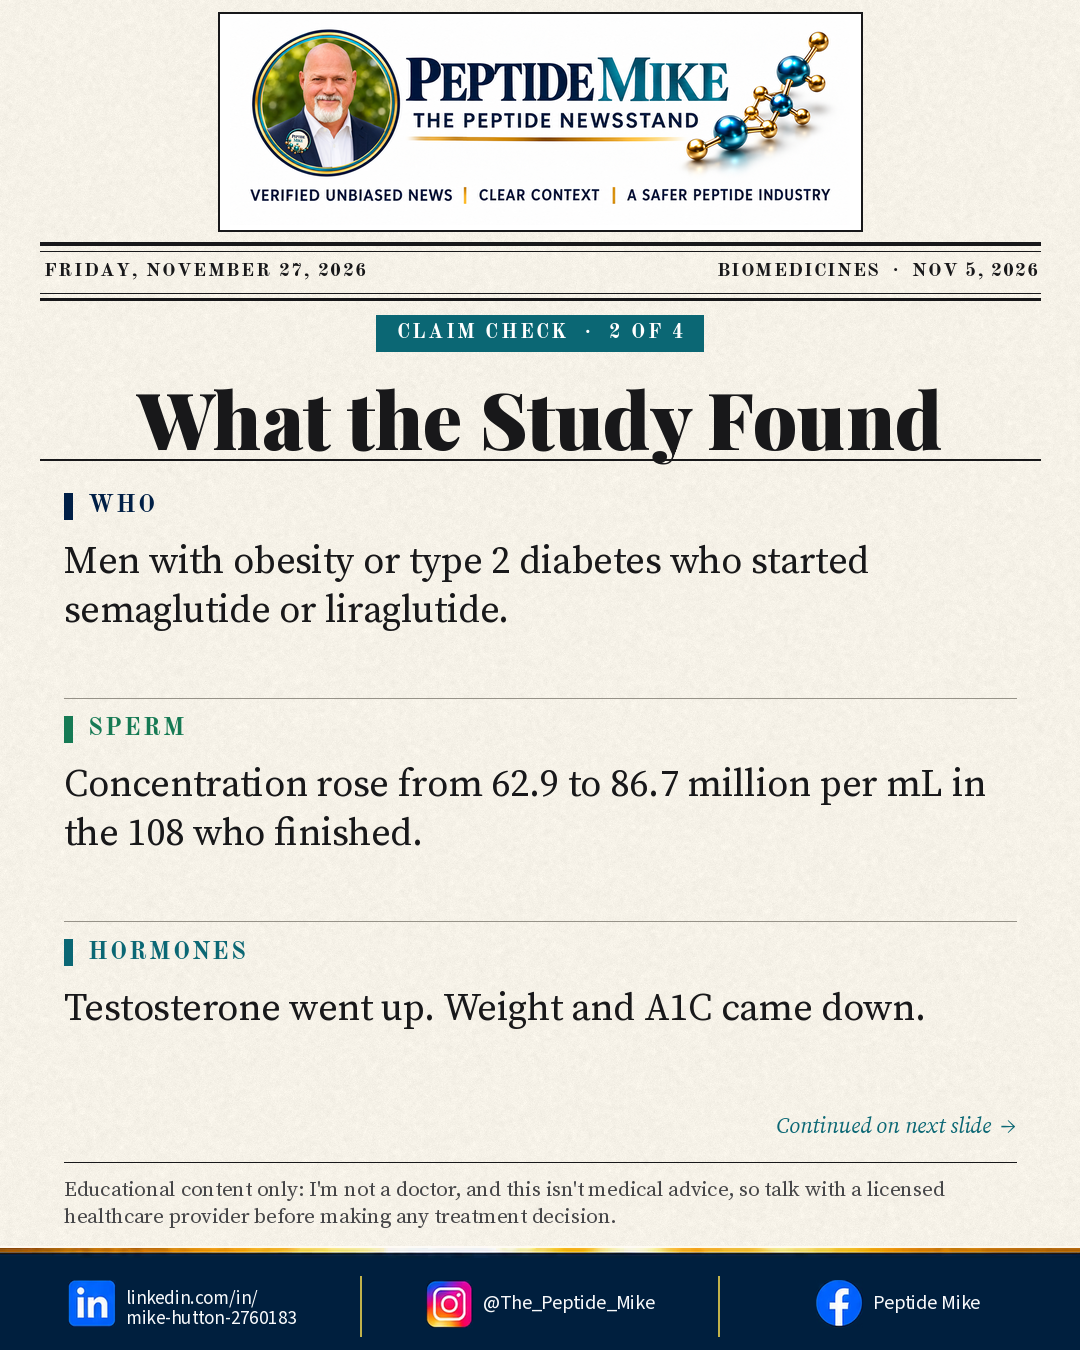 PEPTIDEMIKE
THE PEPTIDE NEWSSTAND
VERIFIED UNBIASED NEWS | CLEAR CONTEXT | A SAFER PEPTIDE INDUSTRY
FRIDAY, NOVEMBER 27, 2026
BIOMEDICINES · NOV 5, 2026
CLAIM CHECK · 2 OF 4
What the Study Found
WHO
Men with obesity or type 2 diabetes who started
semaglutide or liraglutide.
SPERM
Concentration rose from 62.9 to 86.7 million per mL in
the 108 who finished.
HORMONES
Testosterone went up. Weight and A1C came down.
Continued on next slide →
Educational content only: I'm not a doctor, and this isn't medical advice, so talk with a licensed
healthcare provider before making any treatment decision.
linkedin.com/in/
mike-hutton-2760183
@The_Peptide_Mike
Peptide Mike